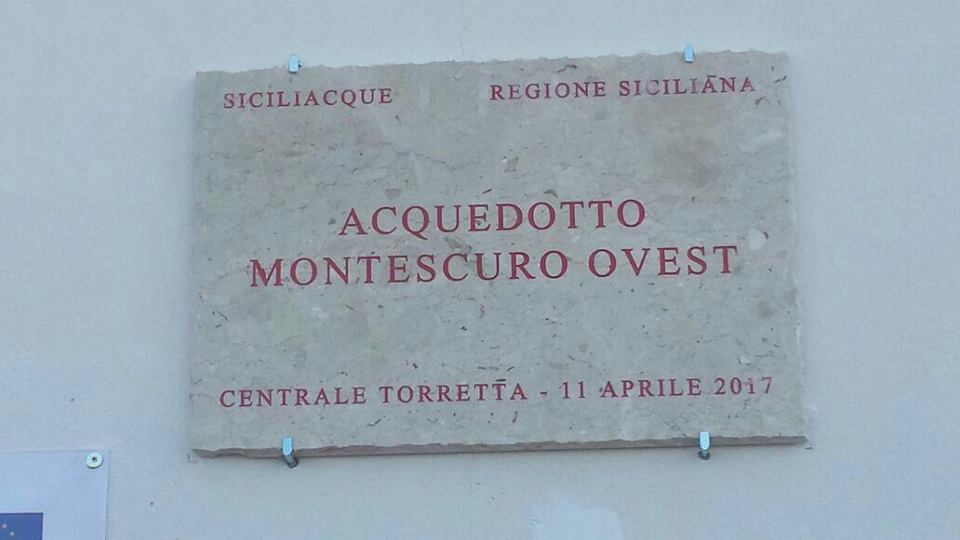 SICILIACQUE REGIONE SICILIANA
ACQUEDOTTO
MONTESCURO OVEST
CENTRALE TORRETTA - 11 APRILE 2017